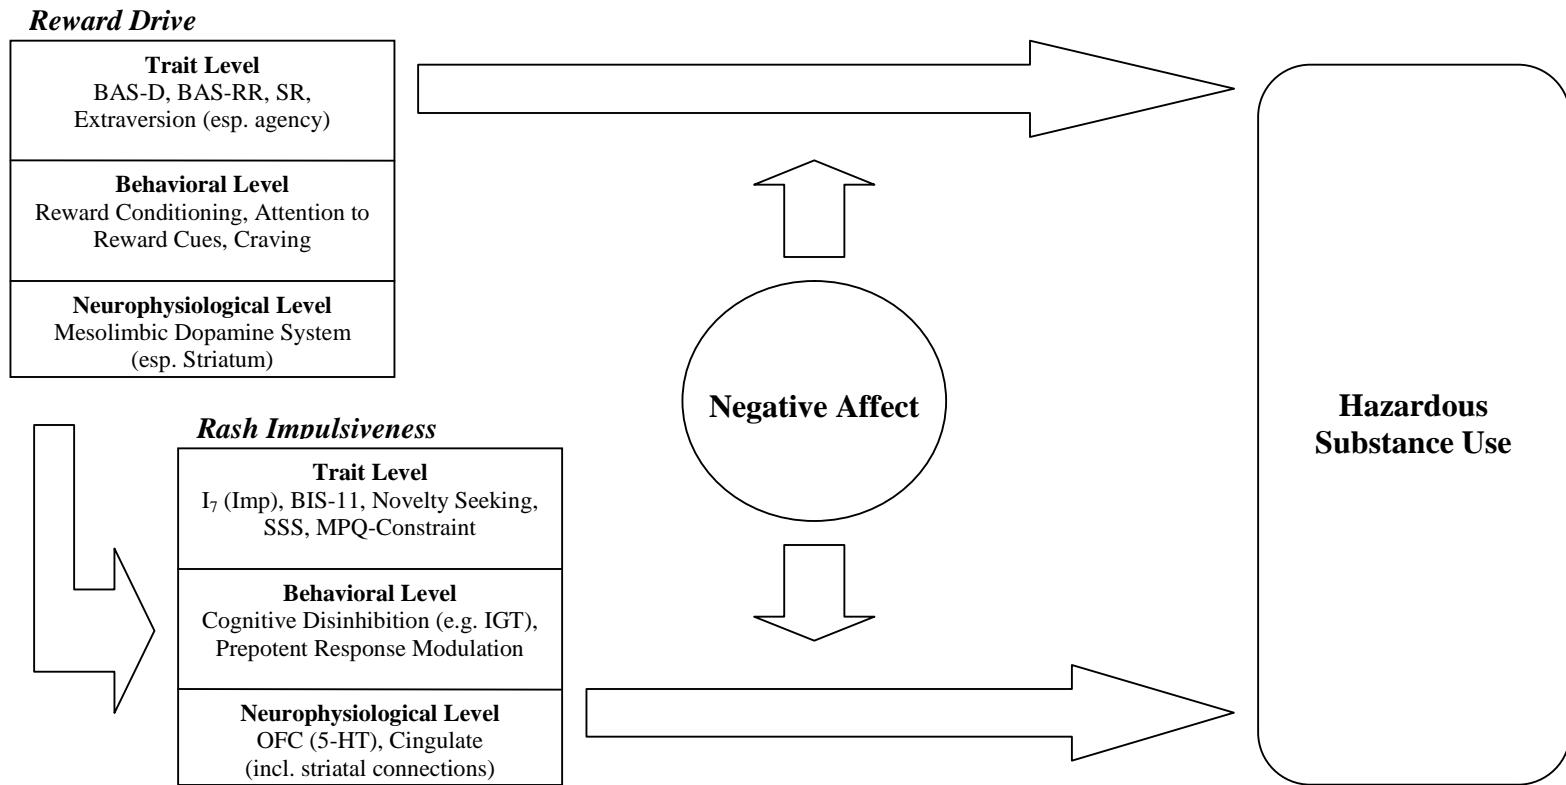 Reward Drive
Trait Level
BAS-D, BAS-RR, SR,
Extraversion (esp. agency)
Behavioral Level
Reward Conditioning, Attention to
Reward Cues, Craving
Neurophysiological Level
Mesolimbic Dopamine System
(esp. Striatum)
Rash Impulsiveness
Trait Level
I₇ (Imp), BIS-11, Novelty Seeking,
SSS, MPQ-Constraint
Behavioral Level
Cognitive Disinhibition (e.g. IGT),
Prepotent Response Modulation
Neurophysiological Level
OFC (5-HT), Cingulate
(incl. striatal connections)
Negative Affect
Hazardous
Substance Use